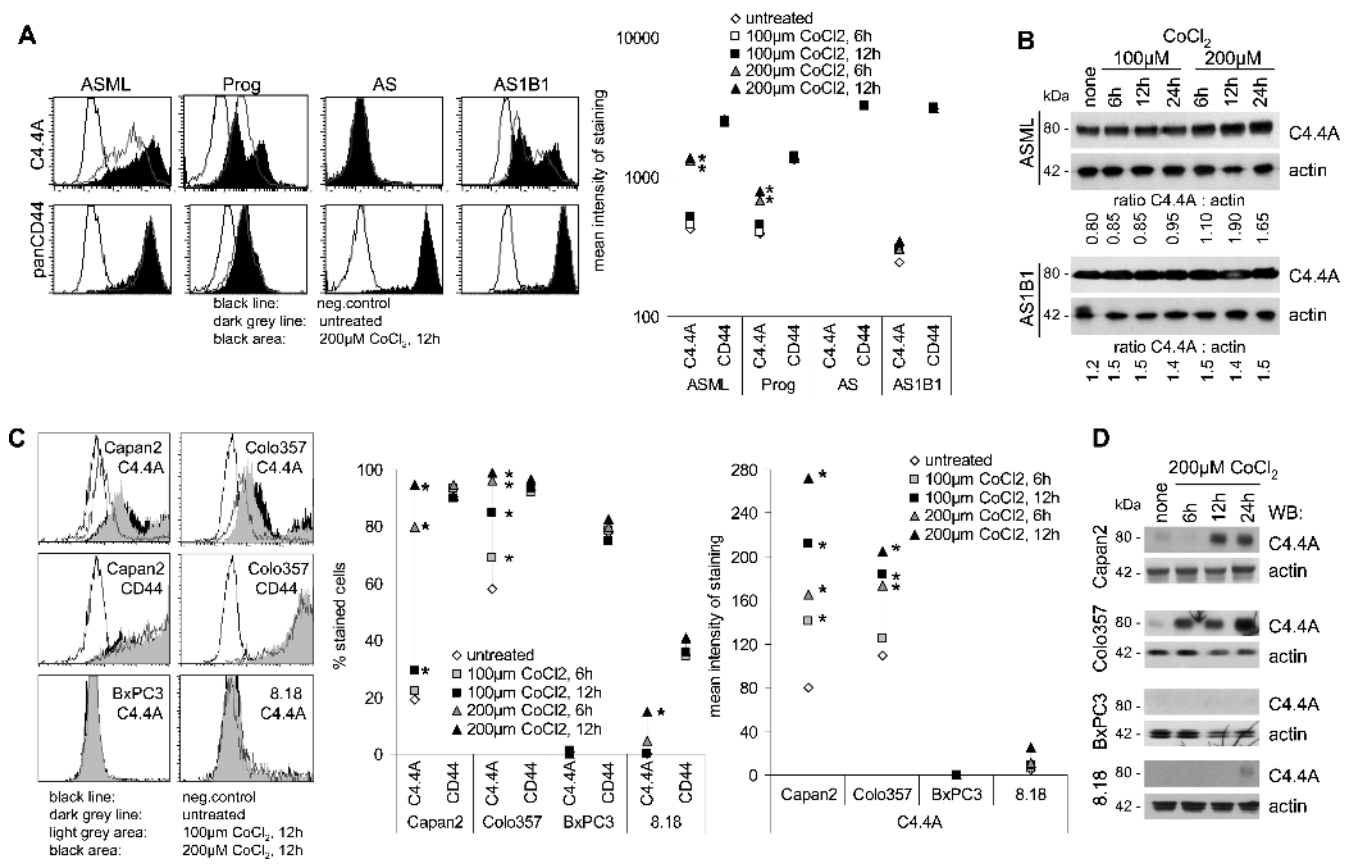 A
ASML
Prog
AS
AS1B1
C4.4A
panCD44
black line: neg.control
dark grey line: untreated
black area: 200μM CoCl2, 12h
untreated
100μm CoCl2, 6h
100μm CoCl2, 12h
200μm CoCl2, 6h
200μm CoCl2, 12h
mean intensity of staining
10000
1000
100
* * * *
C4.4A CD44 C4.4A CD44 C4.4A CD44 C4.4A CD44
ASML Prog AS AS1B1
B
CoCl2
100μM 200μM
kDa none 6h 12h 24h 6h 12h 24h
ASML
80 - C4.4A
42 - actin
ratio C4.4A : actin
0.80 0.85 0.85 0.95 1.10 1.90 1.65
AS1B1
80 - C4.4A
42 - actin
ratio C4.4A : actin
1.2 1.5 1.5 1.4 1.5 1.4 1.5
C
Capan2
C4.4A
Colo357
C4.4A
Capan2
CD44
Colo357
CD44
BxPC3
C4.4A
8.18
C4.4A
black line: neg.control
dark grey line: untreated
light grey area: 100μM CoCl2, 12h
black area: 200μM CoCl2, 12h
% stained cells
100
80
60
40
20
0
* * * * * * * *
untreated
100μm CoCl2, 6h
100μm CoCl2, 12h
200μm CoCl2, 6h
200μm CoCl2, 12h
C4.4A CD44 C4.4A CD44 C4.4A CD44 C4.4A CD44
Capan2 Colo357 BxPC3 8.18
mean intensity of staining
280
240
200
160
120
80
40
0
* * * * * * *
untreated
100μm CoCl2, 6h
100μm CoCl2, 12h
200μm CoCl2, 6h
200μm CoCl2, 12h
Capan2 Colo357 BxPC3 8.18
C4.4A
D
200μM CoCl2
kDa none 6h 12h 24h WB:
Capan2
80 - C4.4A
42 - actin
Colo357
80 - C4.4A
42 - actin
BxPC3
80 - C4.4A
42 - actin
8.18
80 - C4.4A
42 - actin